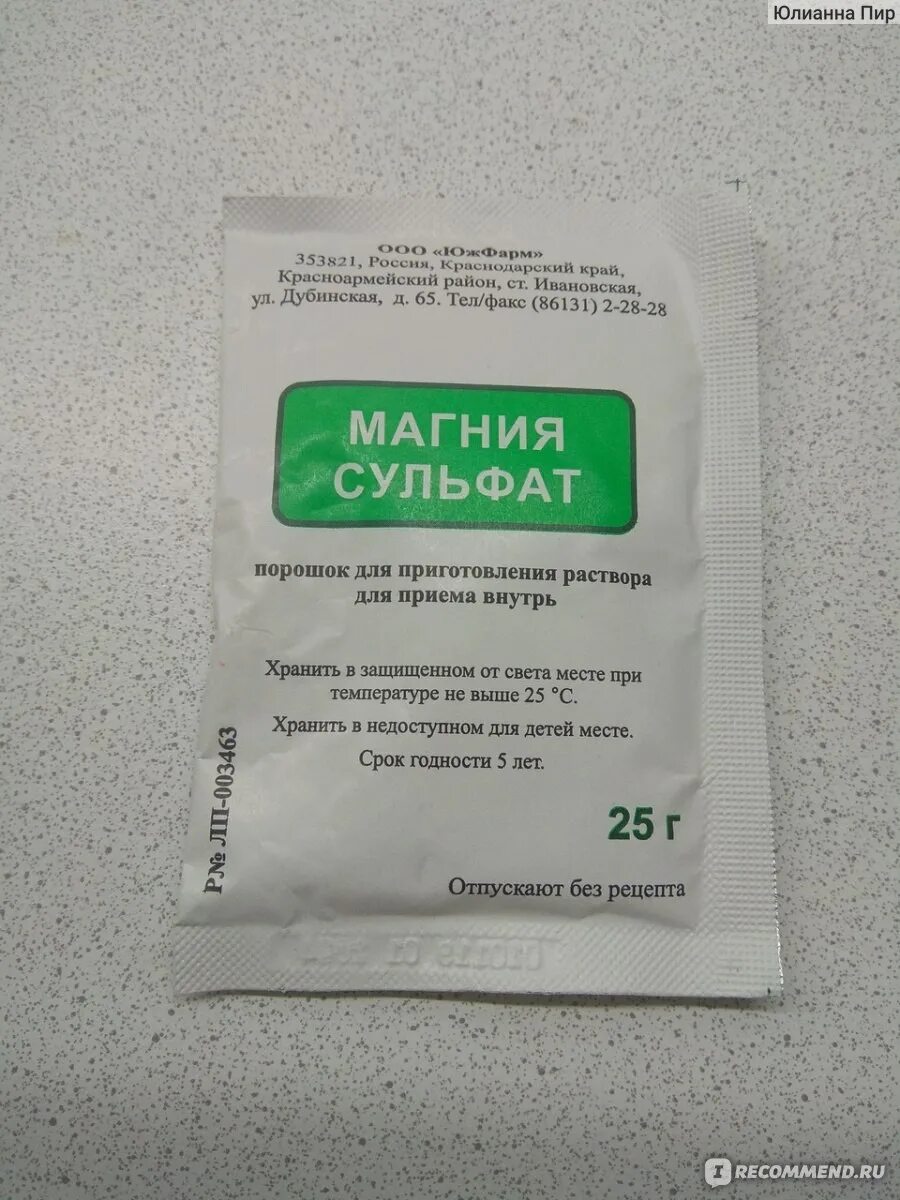 Юлианна Пир
ООО «ЮжФарм»
353821, Россия, Краснодарский край,
Красноармейский район, ст. Ивановская,
ул. Дубинская, д. 65. Тел/факс (86131) 2-28-28
МАГНИЯ
СУЛЬФАТ
порошок для приготовления раствора
для приема внутрь
Хранить в защищенном от света месте при
температуре не выше 25 °С.
Хранить в недоступном для детей месте.
Срок годности 5 лет.
Р№ ЛП-003463
25 г
Отпускают без рецепта
IRECOMMEND.RU